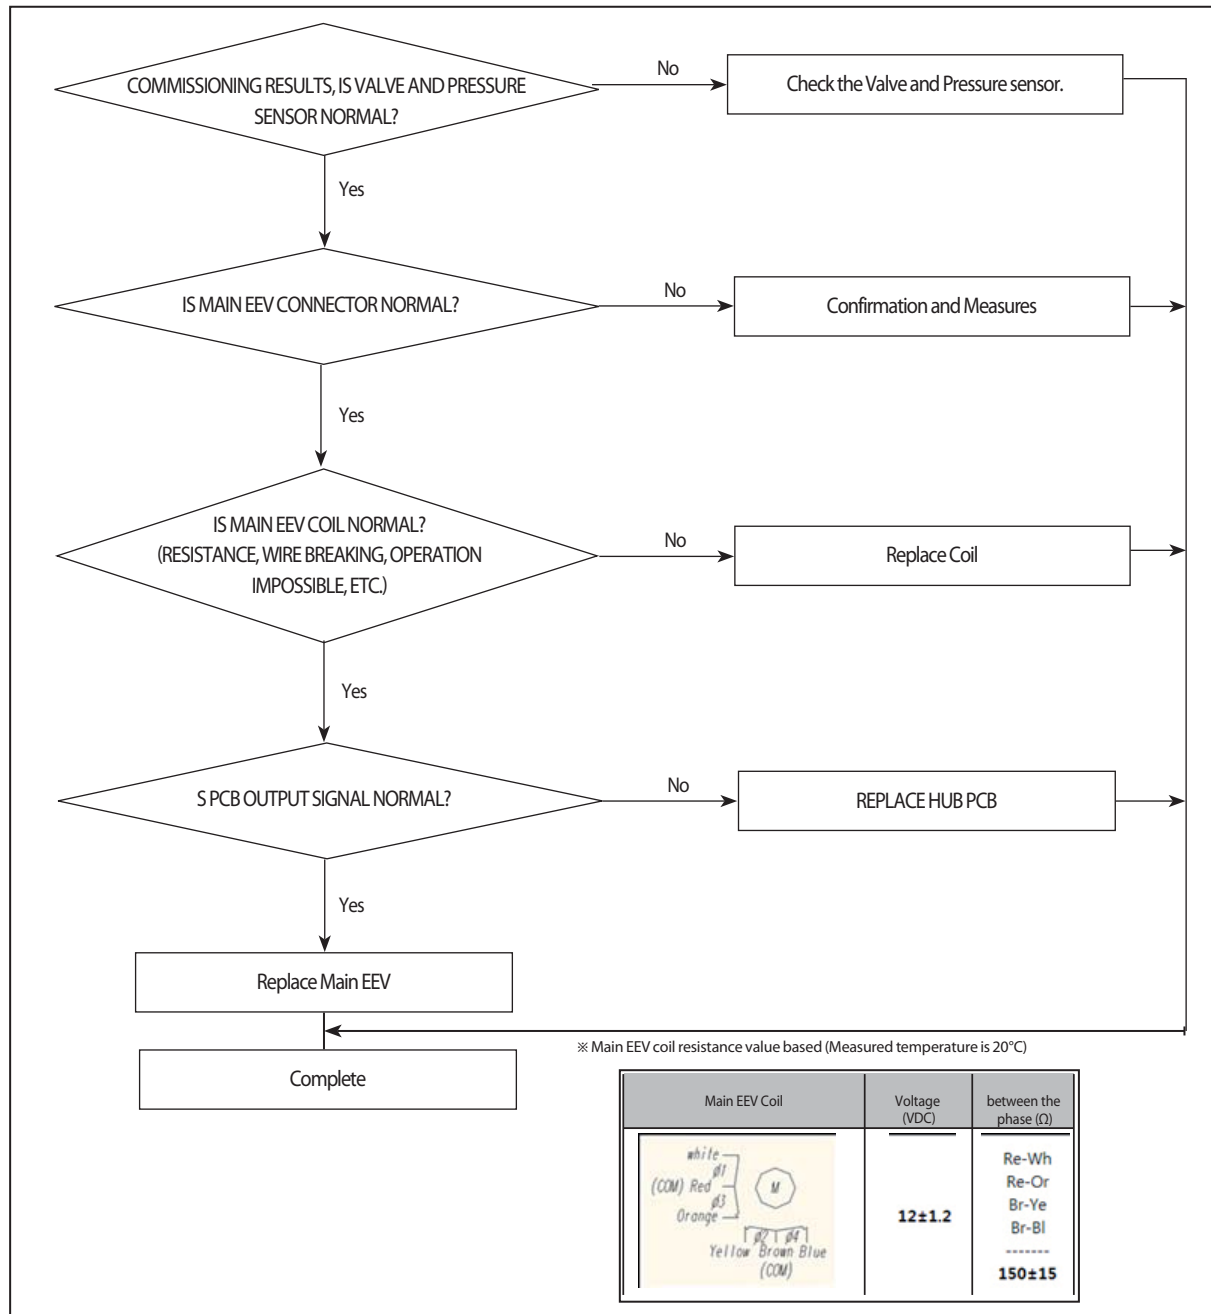 COMMISSIONING RESULTS, IS VALVE AND PRESSURE
SENSOR NORMAL?
No
Check the Valve and Pressure sensor.
Yes
IS MAIN EEV CONNECTOR NORMAL?
No
Confirmation and Measures
Yes
IS MAIN EEV COIL NORMAL?
(RESISTANCE, WIRE BREAKING, OPERATION
IMPOSSIBLE, ETC.)
No
Replace Coil
Yes
S PCB OUTPUT SIGNAL NORMAL?
No
REPLACE HUB PCB
Yes
Replace Main EEV
Complete
※ Main EEV coil resistance value based (Measured temperature is 20°C)
Main EEV Coil
Voltage
(VDC)
between the
phase (Ω)
white
ø1
(COM) Red
ø3
Orange
M
ø2 ø4
Yellow Brown Blue
(COM)
12±1.2
Re-Wh
Re-Or
Br-Ye
Br-Bl
-------
150±15